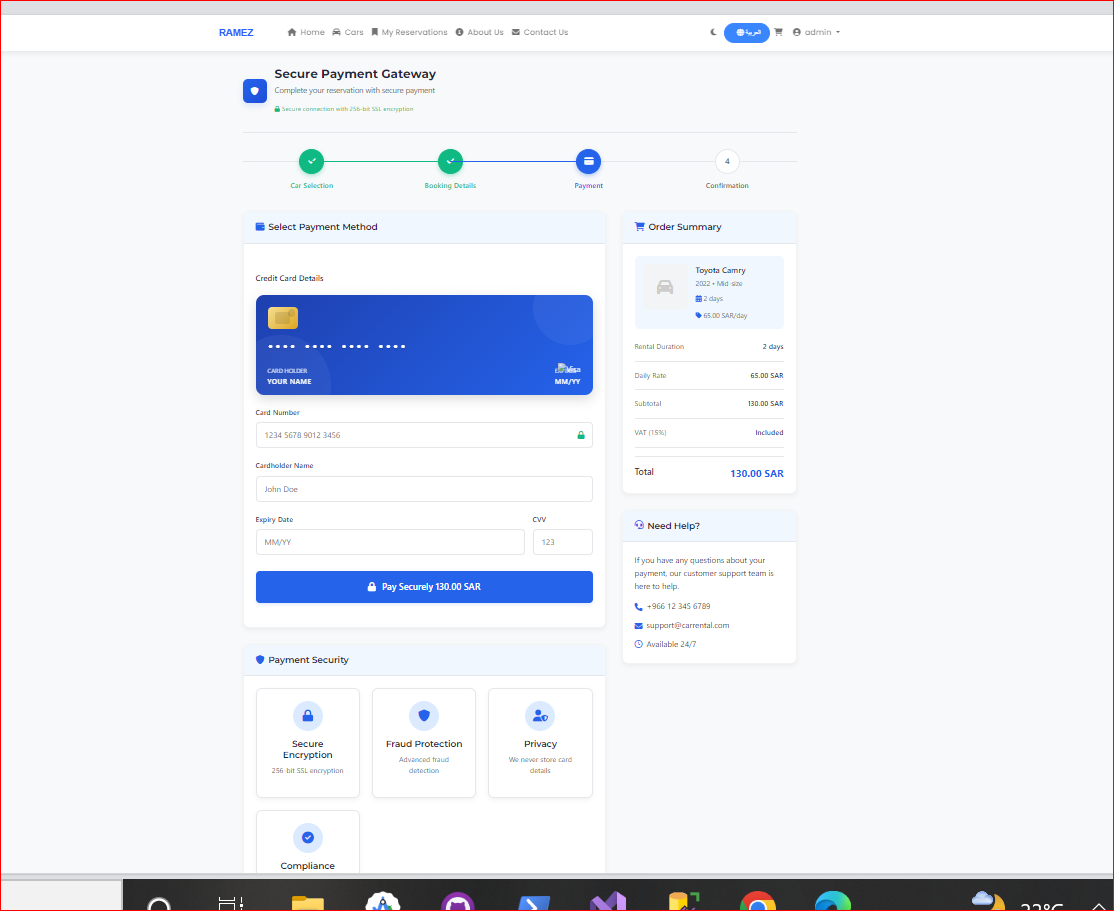 RAMEZ
Home
Cars
My Reservations
About Us
Contact Us
العربية
admin
Secure Payment Gateway
Complete your reservation with secure payment
Secure connection with 256-bit SSL encryption
4
Car Selection
Booking Details
Payment
Confirmation
Select Payment Method
Credit Card Details
•••• •••• •••• ••••
CARD HOLDER
YOUR NAME
MM/YY
Card Number
1234 5678 9012 3456
Cardholder Name
John Doe
Expiry Date
CVV
MM/YY
123
Pay Securely 130.00 SAR
Payment Security
Secure
Encryption
256-bit SSL encryption
Fraud Protection
Advanced fraud
detection
Privacy
We never store card
details
Compliance
Order Summary
Toyota Camry
2022 • Mid-size
2 days
65.00 SAR/day
Rental Duration 2 days
Daily Rate 65.00 SAR
Subtotal 130.00 SAR
VAT (15%) Included
Total 130.00 SAR
Need Help?
If you have any questions about your
payment, our customer support team is
here to help.
+966 12 345 6789
support@carrental.com
Available 24/7